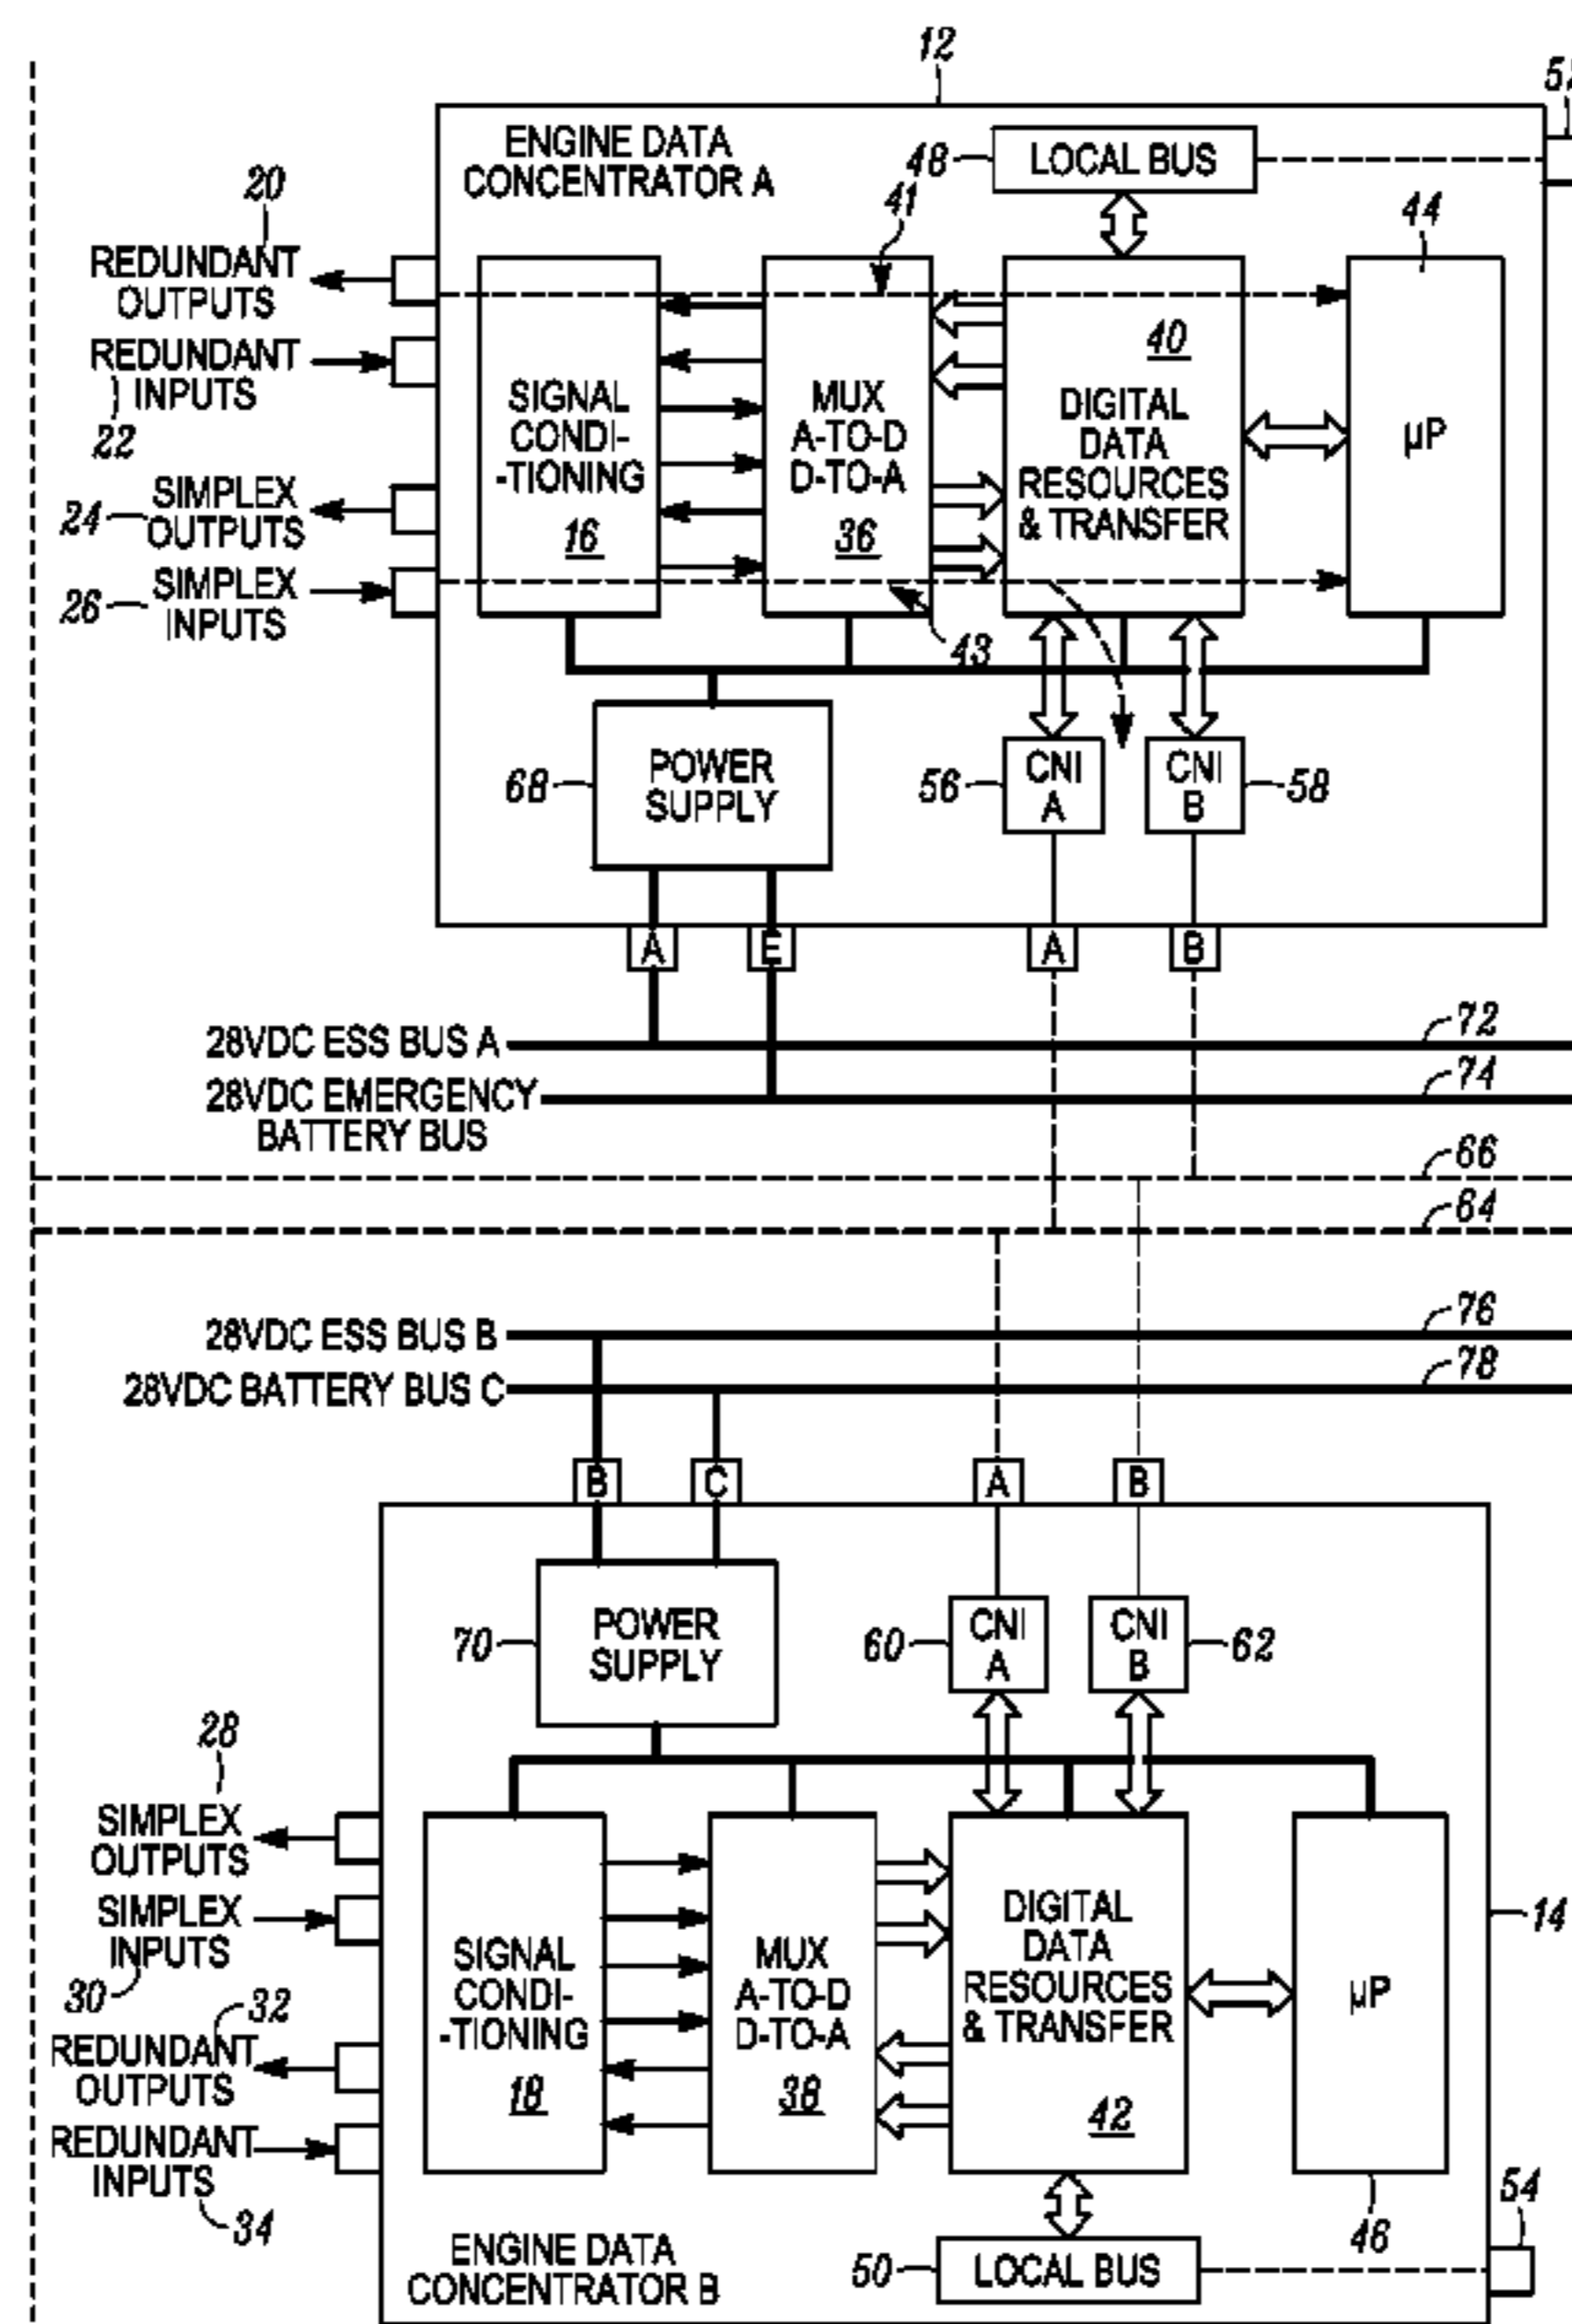 12
52
ENGINE DATA
CONCENTRATOR A
48
LOCAL BUS
41
44
20
REDUNDANT
OUTPUTS
REDUNDANT
INPUTS
22
24
SIMPLEX
OUTPUTS
26
SIMPLEX
INPUTS
SIGNAL
CONDI-
-TIONING
16
MUX
A-TO-D
D-TO-A
36
40
DIGITAL
DATA
RESOURCES
& TRANSFER
µP
43
68
POWER
SUPPLY
56
CNI
A
CNI
B
58
A
E
A
B
28VDC ESS BUS A
72
28VDC EMERGENCY
BATTERY BUS
74
66
64
28VDC ESS BUS B
76
28VDC BATTERY BUS C
78
B
C
A
B
70
POWER
SUPPLY
60
CNI
A
CNI
B
62
28
SIMPLEX
OUTPUTS
SIMPLEX
INPUTS
30
32
REDUNDANT
OUTPUTS
REDUNDANT
INPUTS
34
SIGNAL
CONDI-
-TIONING
18
MUX
A-TO-D
D-TO-A
38
DIGITAL
DATA
RESOURCES
& TRANSFER
42
µP
14
46
54
ENGINE DATA
CONCENTRATOR B
50
LOCAL BUS